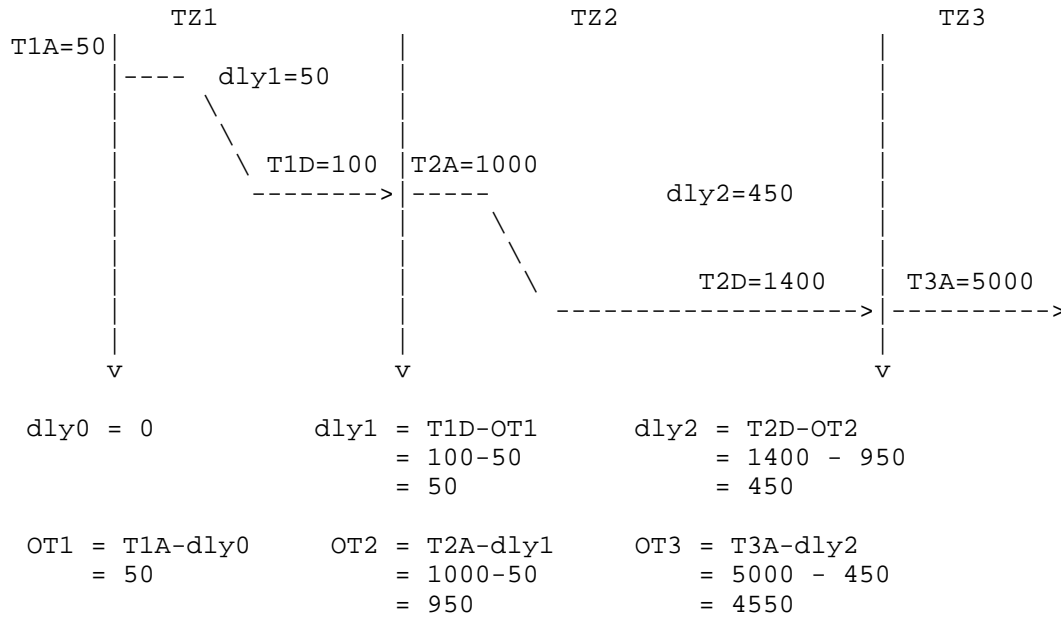 TZ1 TZ2 TZ3
T1A=50
dly1=50
T1D=100 T2A=1000
dly2=450
T2D=1400 T3A=5000
v v v
dly0 = 0 dly1 = T1D-OT1 dly2 = T2D-OT2
= 100-50 = 1400 - 950
= 50 = 450
OT1 = T1A-dly0 OT2 = T2A-dly1 OT3 = T3A-dly2
= 50 = 1000-50 = 5000 - 450
= 950 = 4550